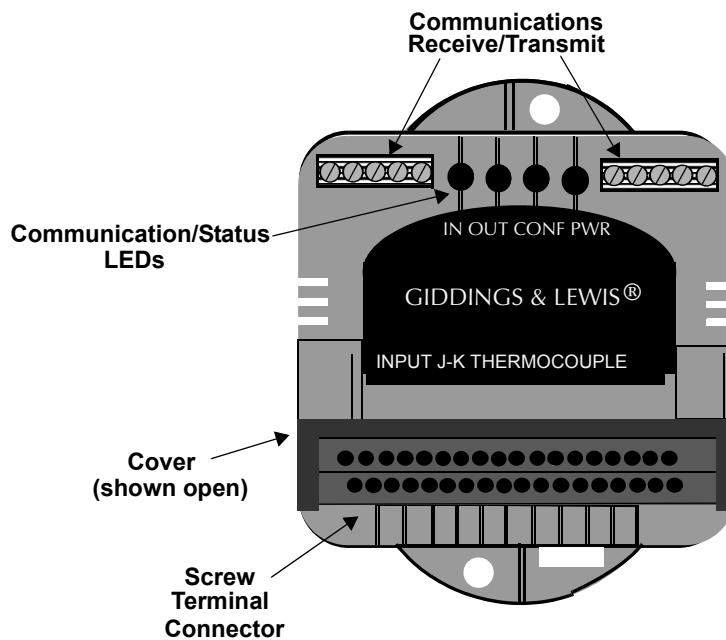 Communications
Receive/Transmit
Communication/Status
LEDs
IN OUT CONF PWR
GIDDINGS & LEWIS®
INPUT J-K THERMOCOUPLE
Cover
(shown open)
Screw
Terminal
Connector